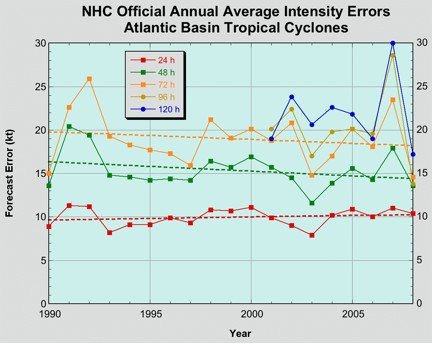 NHC Official Annual Average Intensity Errors
Atlantic Basin Tropical Cyclones
Forecast Error (kt)
30
25
20
15
10
5
0
24 h
48 h
72 h
96 h
120 h
30
25
20
15
10
5
0
1990
1995
2000
2005
Year